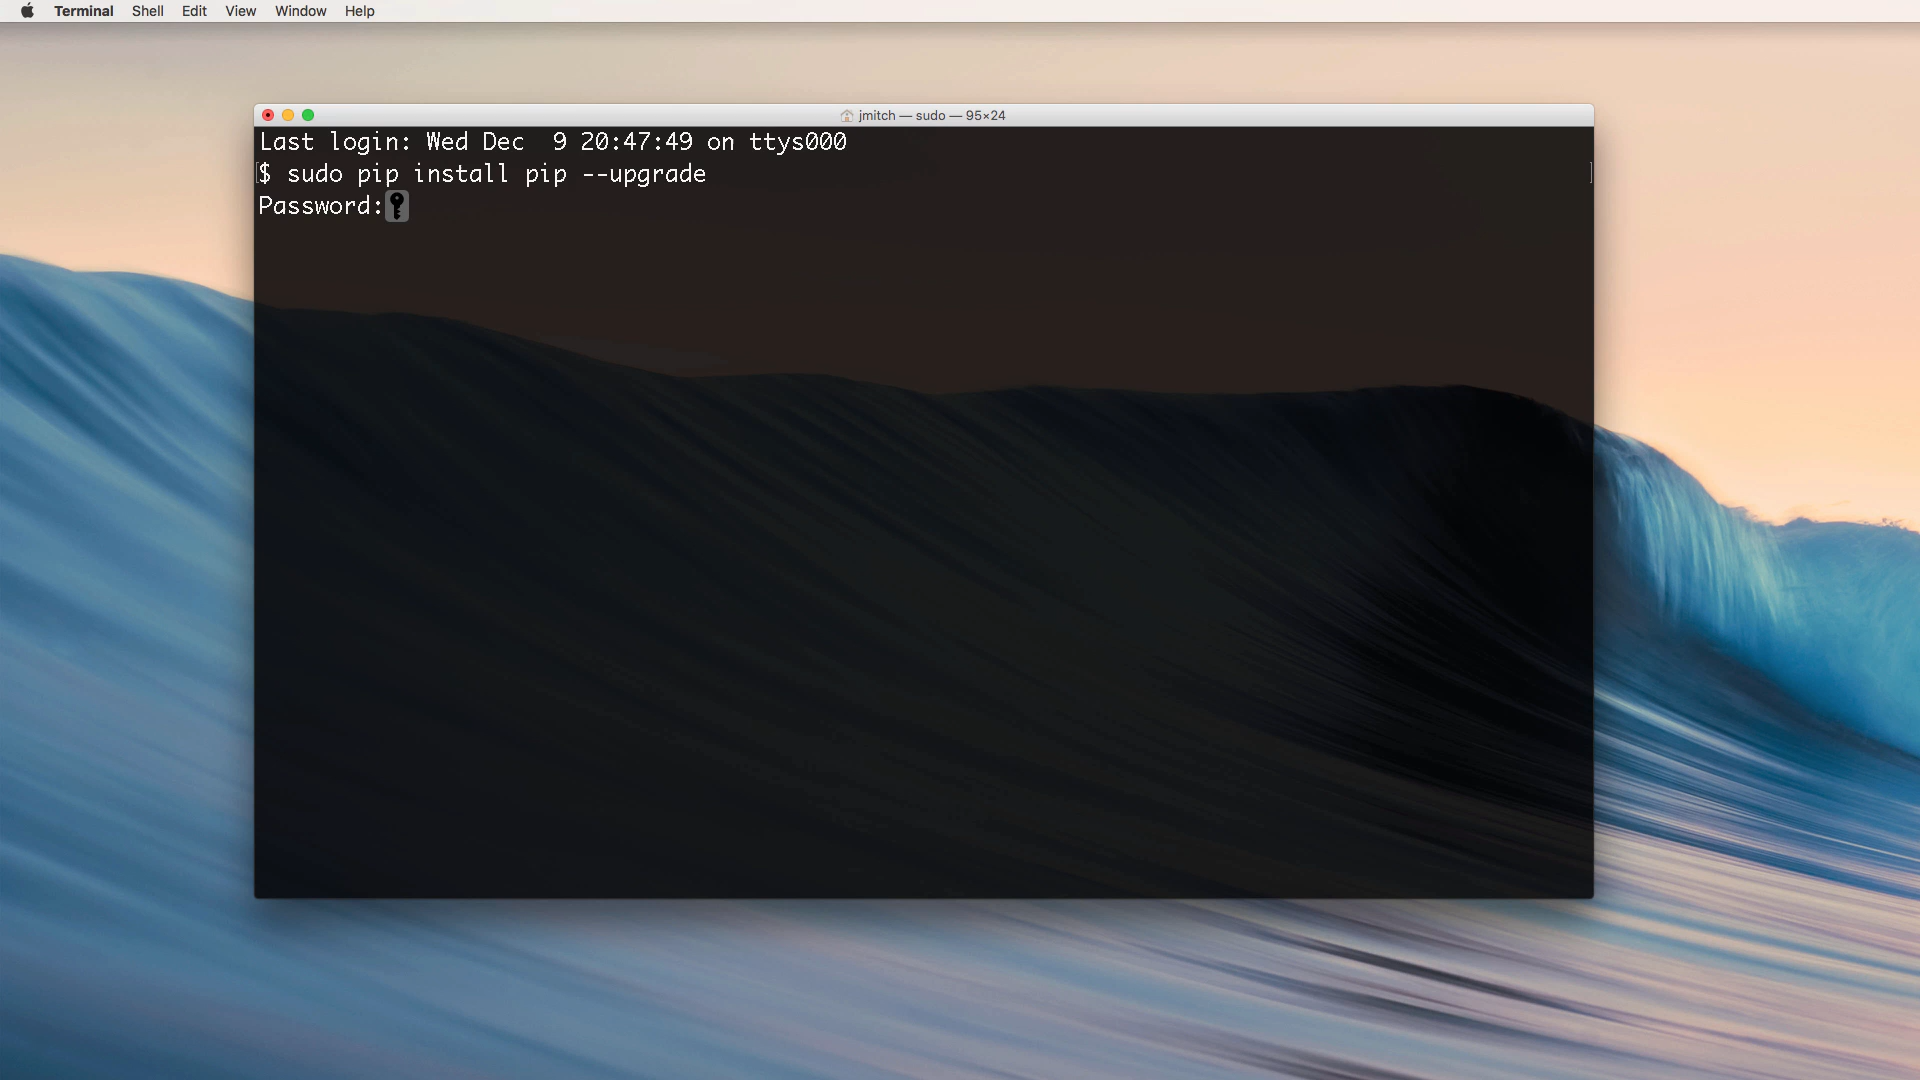 Terminal Shell Edit View Window Help
jmitch — sudo — 95×24
Last login: Wed Dec  9 20:47:49 on ttys000
$ sudo pip install pip --upgrade
Password: